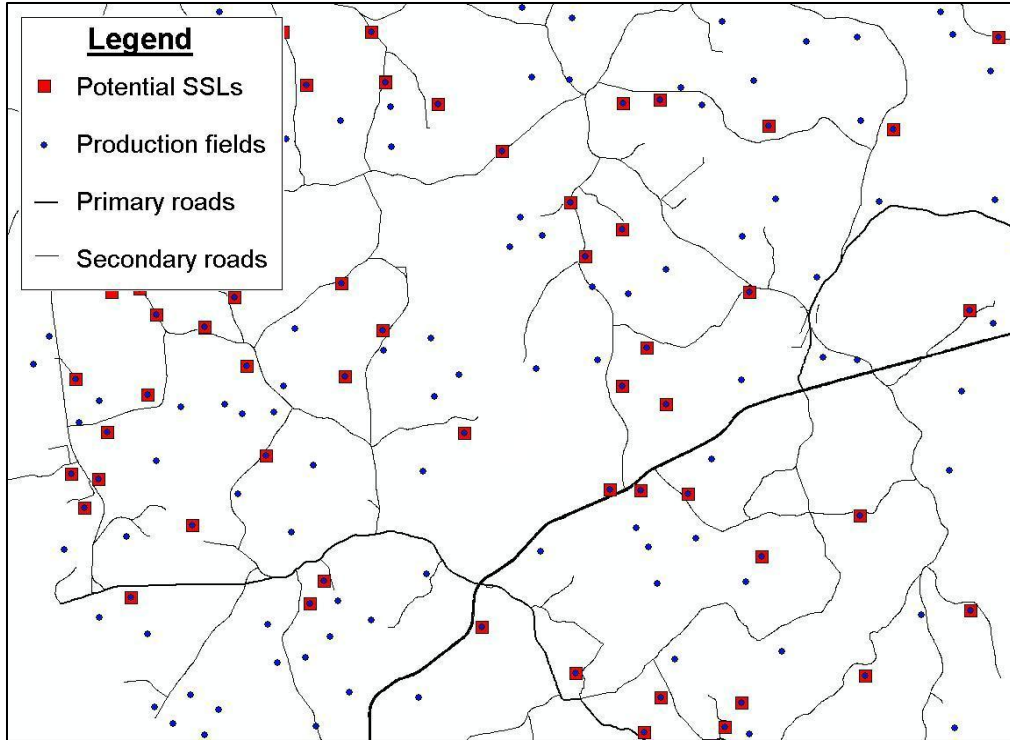 Legend
Potential SSLs
Production fields
Primary roads
Secondary roads